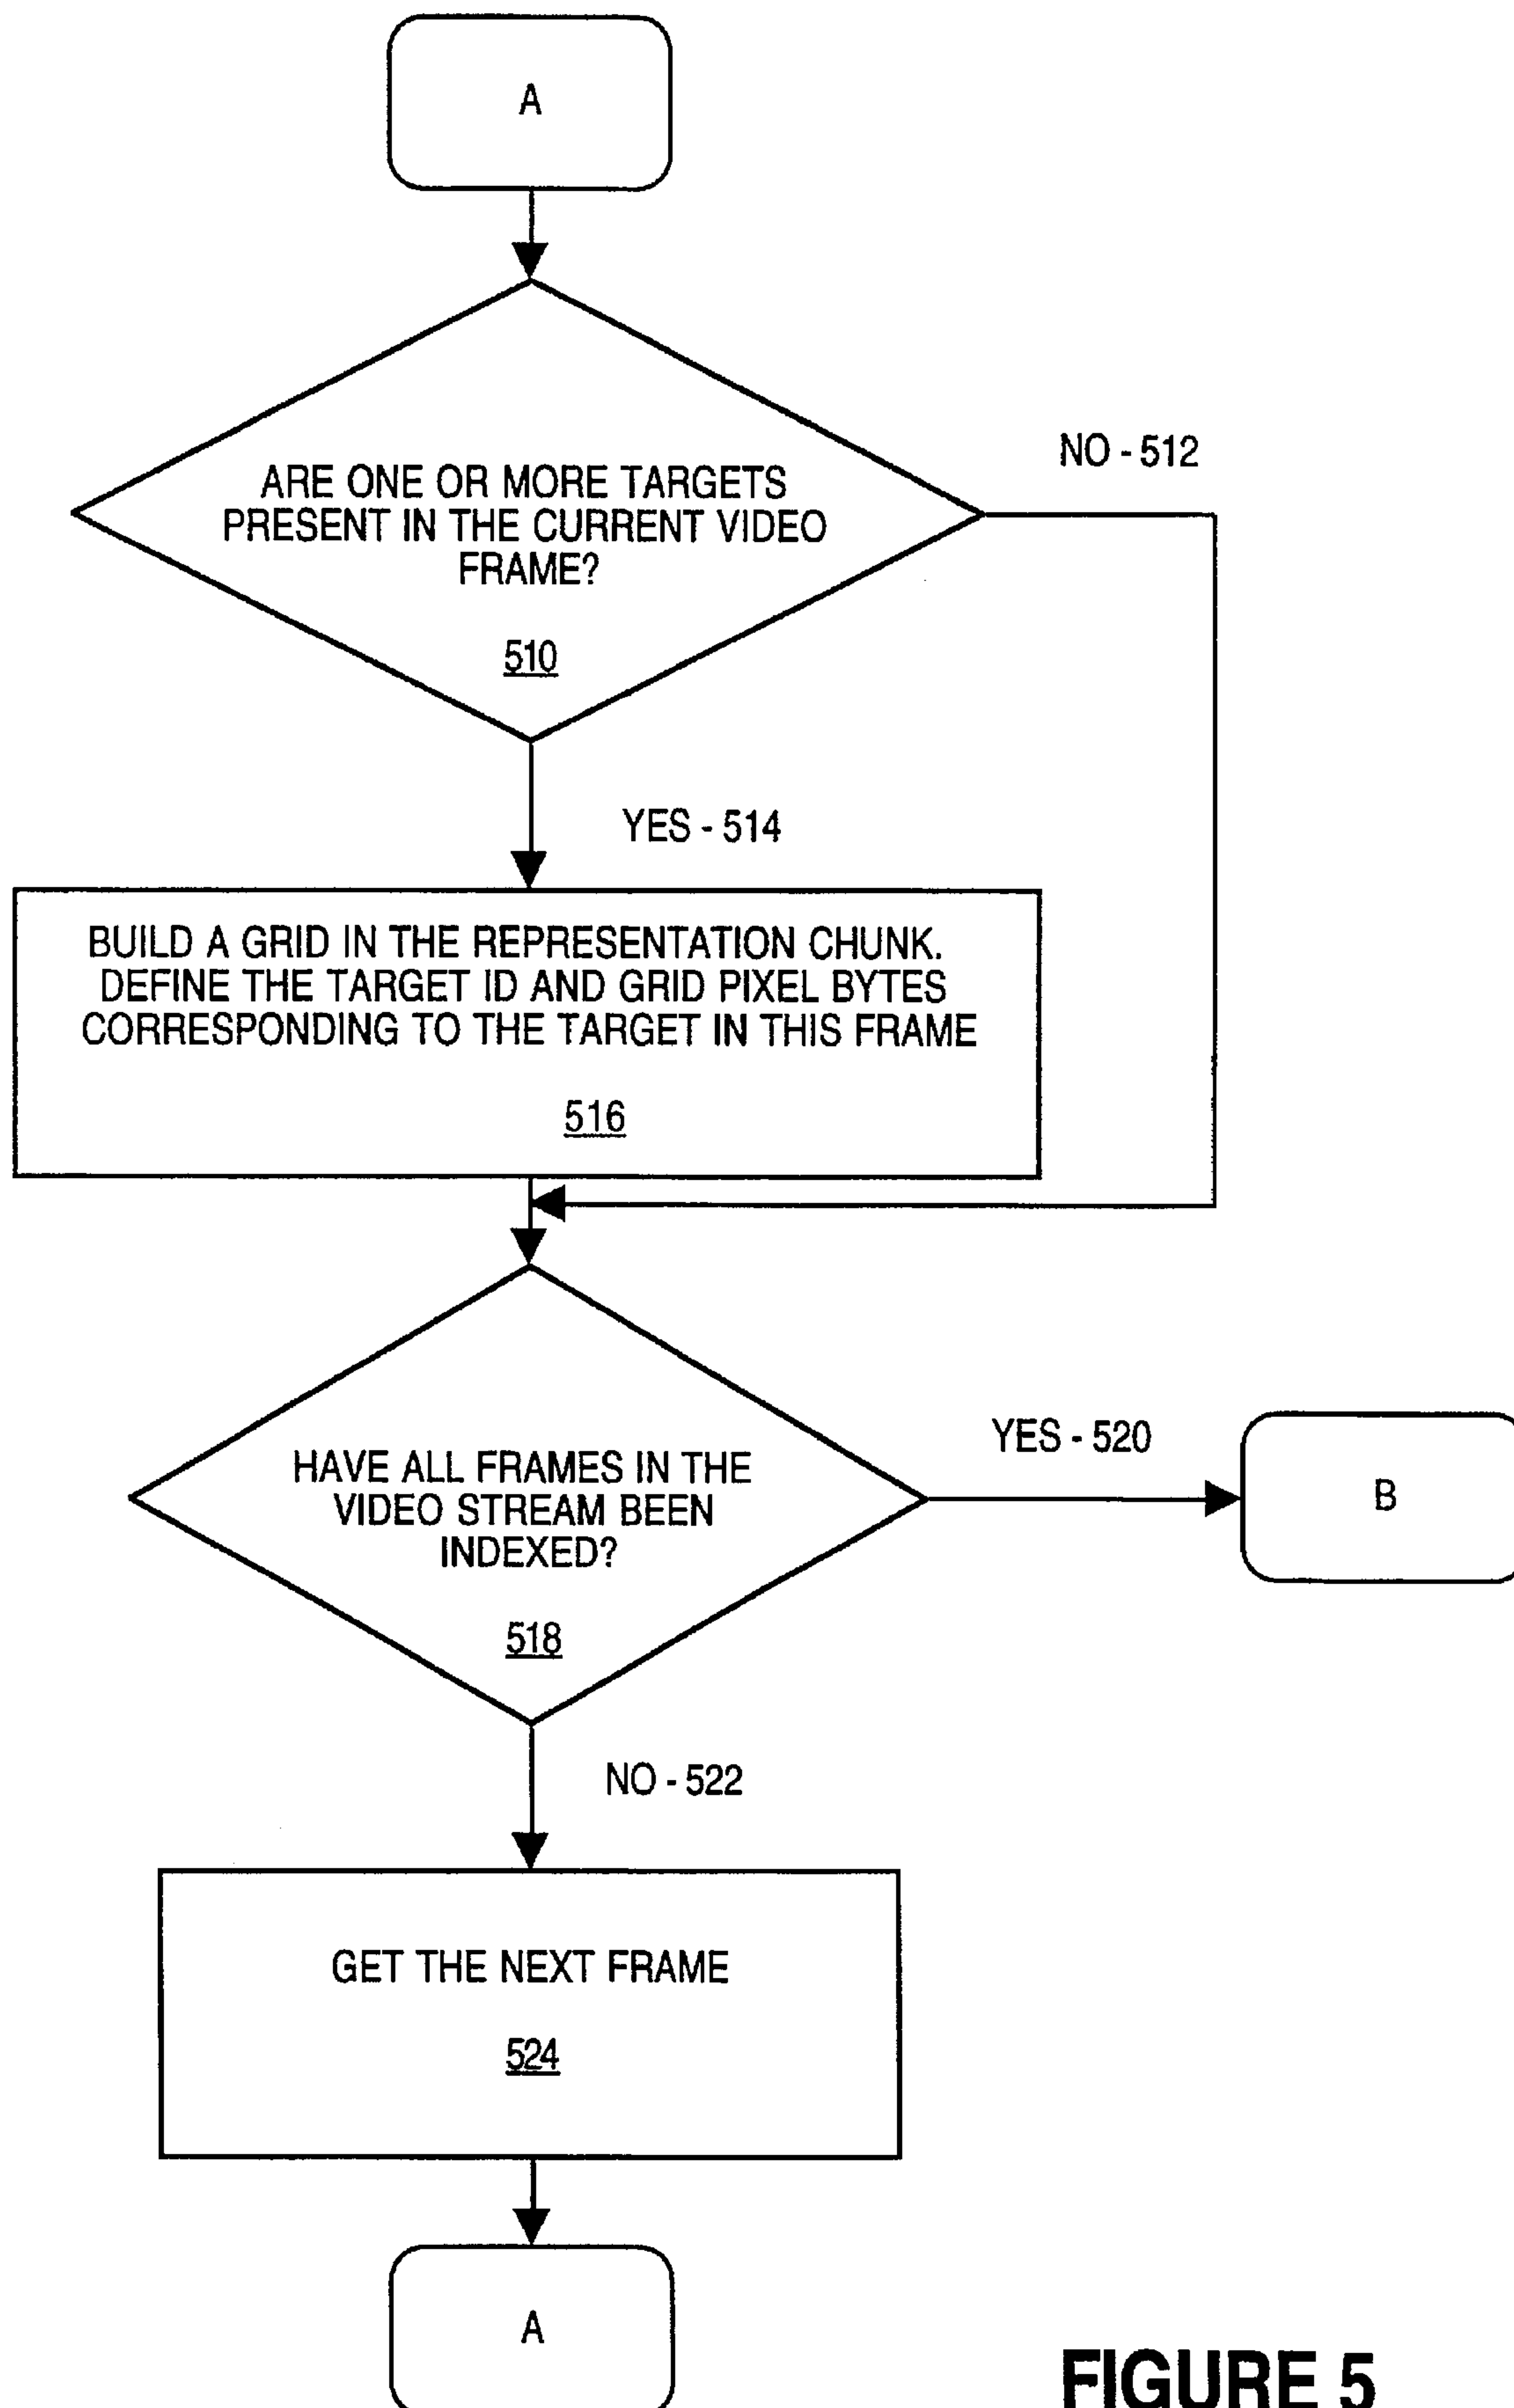 A
ARE ONE OR MORE TARGETS
PRESENT IN THE CURRENT VIDEO
FRAME?
510
NO - 512
YES - 514
BUILD A GRID IN THE REPRESENTATION CHUNK.
DEFINE THE TARGET ID AND GRID PIXEL BYTES
CORRESPONDING TO THE TARGET IN THIS FRAME
516
HAVE ALL FRAMES IN THE
VIDEO STREAM BEEN
INDEXED?
518
YES - 520
B
NO - 522
GET THE NEXT FRAME
524
A
FIGURE 5